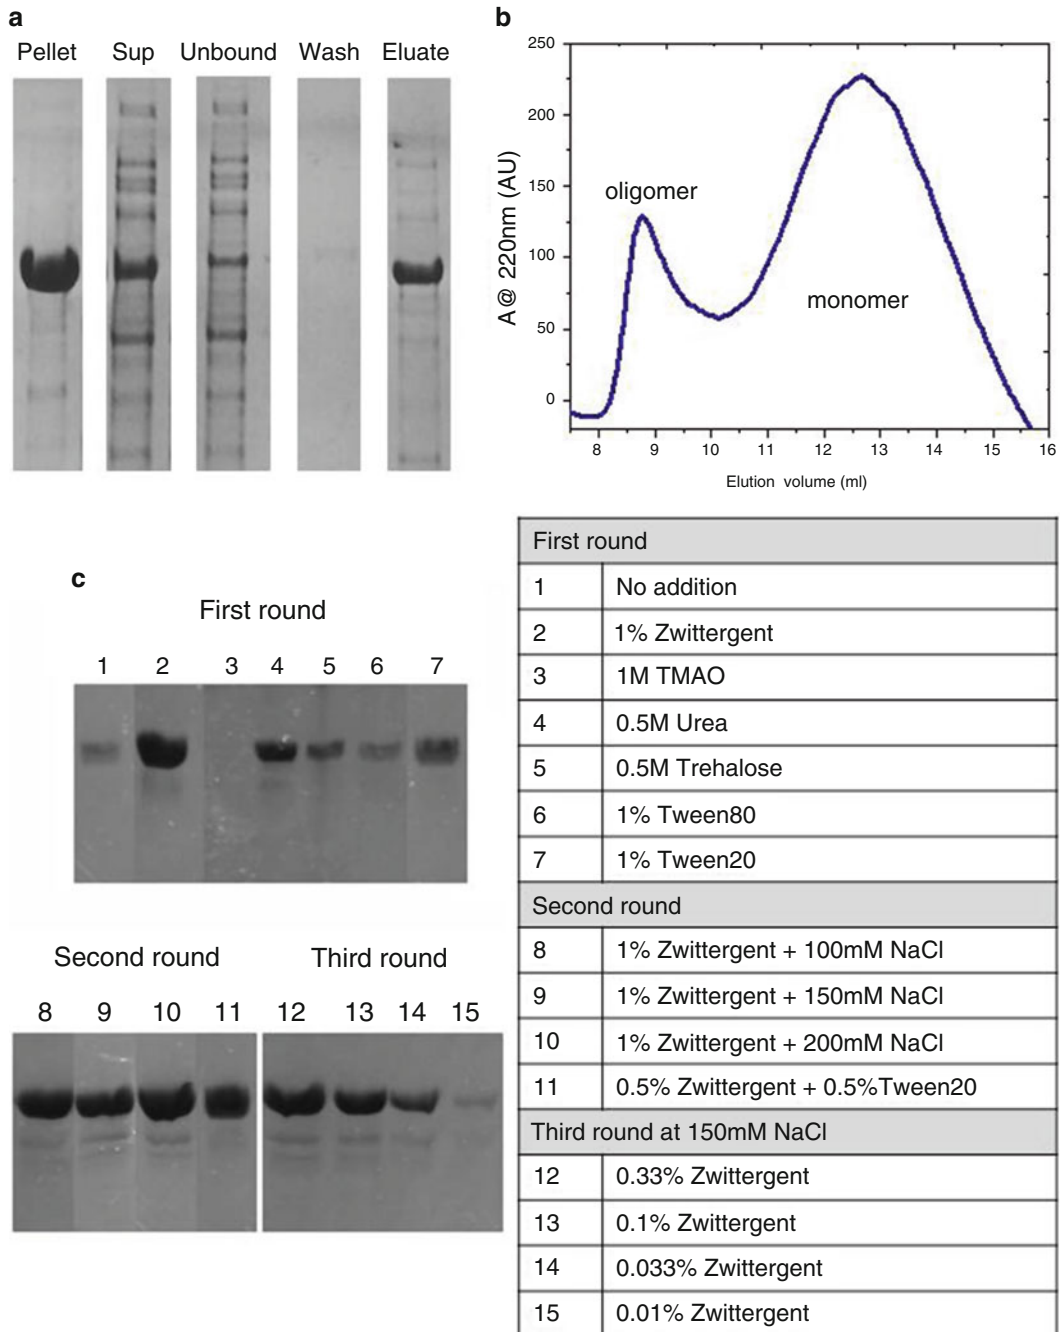 a
Pellet Sup Unbound Wash Eluate
b
250
200
150
100
50
0
A@ 220nm (AU)
oligomer
monomer
8 9 10 11 12 13 14 15 16
Elution volume (ml)
c
First round
1 2 3 4 5 6 7
Second round
8 9 10 11
Third round
12 13 14 15
First round
1 No addition
2 1% Zwittergent
3 1M TMAO
4 0.5M Urea
5 0.5M Trehalose
6 1% Tween80
7 1% Tween20
Second round
8 1% Zwittergent + 100mM NaCl
9 1% Zwittergent + 150mM NaCl
10 1% Zwittergent + 200mM NaCl
11 0.5% Zwittergent + 0.5%Tween20
Third round at 150mM NaCl
12 0.33% Zwittergent
13 0.1% Zwittergent
14 0.033% Zwittergent
15 0.01% Zwittergent